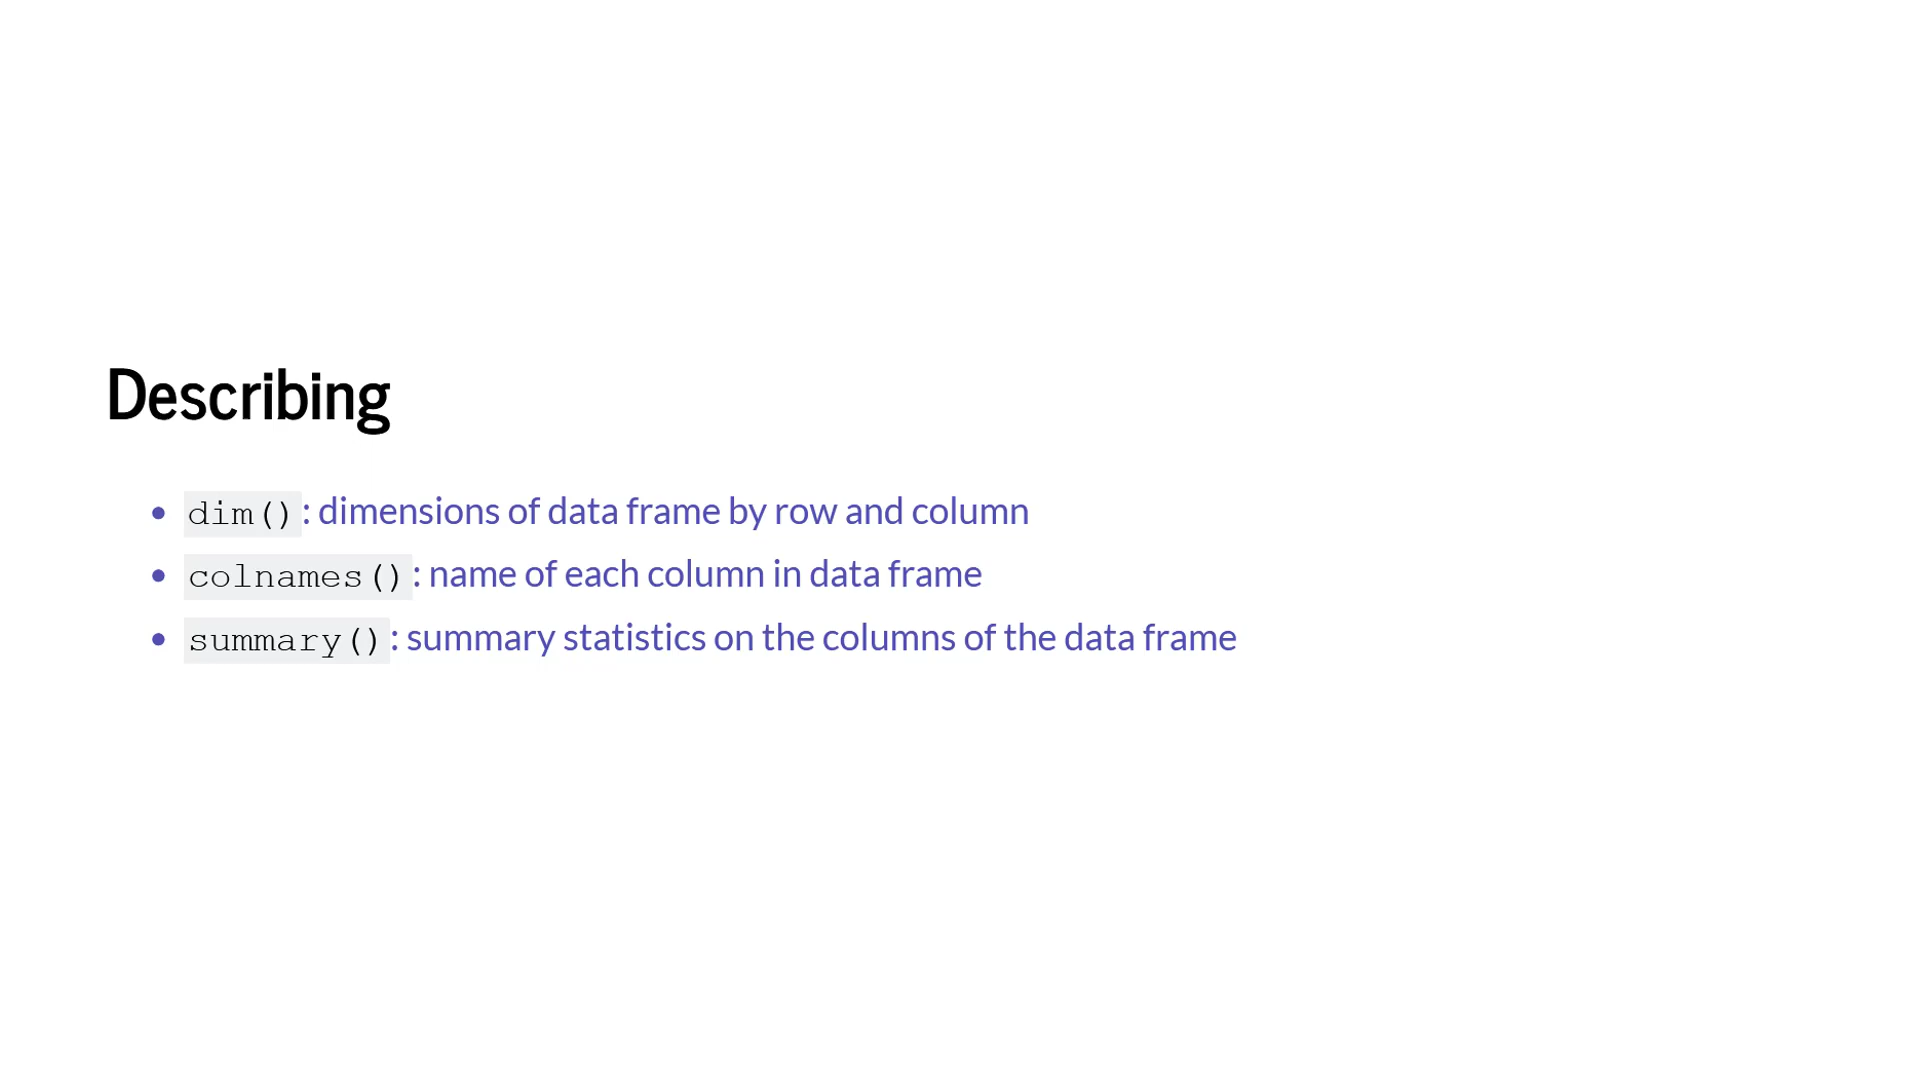 Describing
• dim(): dimensions of data frame by row and column
• colnames(): name of each column in data frame
• summary(): summary statistics on the columns of the data frame